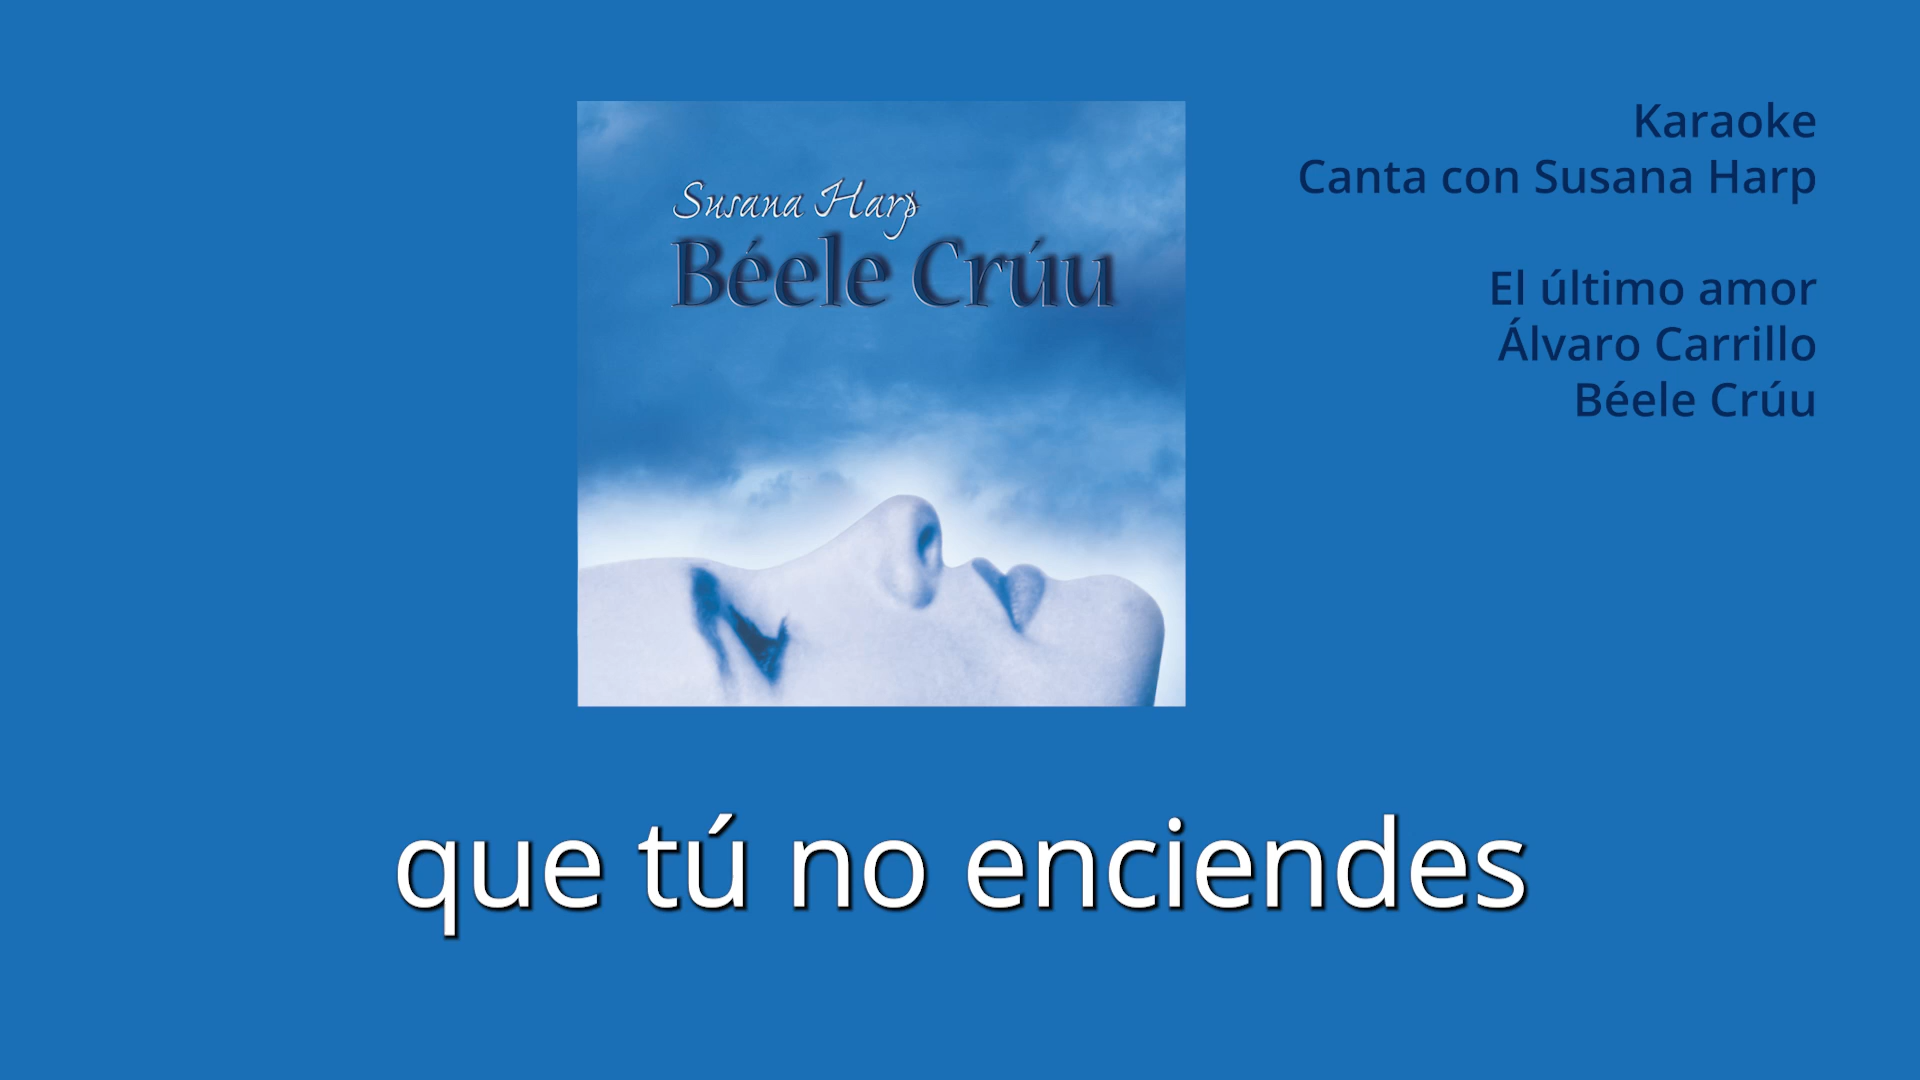 Karaoke
Canta con Susana Harp
El último amor
Álvaro Carrillo
Béele Crúu
Susana Harp
Béele Crúu
que tú no enciendes